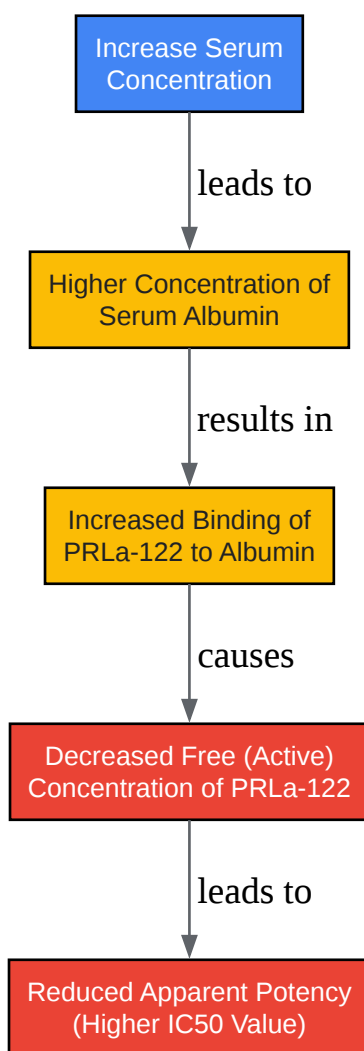 Increase Serum
Concentration
leads to
Higher Concentration of
Serum Albumin
results in
Increased Binding of
PRLa-122 to Albumin
causes
Decreased Free (Active)
Concentration of PRLa-122
leads to
Reduced Apparent Potency
(Higher IC50 Value)